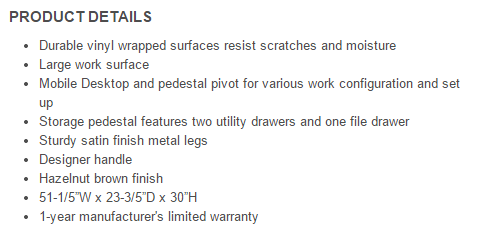 PRODUCT DETAILS
• Durable vinyl wrapped surfaces resist scratches and moisture
• Large work surface
• Mobile Desktop and pedestal pivot for various work configuration and set
up
• Storage pedestal features two utility drawers and one file drawer
• Sturdy satin finish metal legs
• Designer handle
• Hazelnut brown finish
• 51-1/5”W x 23-3/5”D x 30”H
• 1-year manufacturer's limited warranty